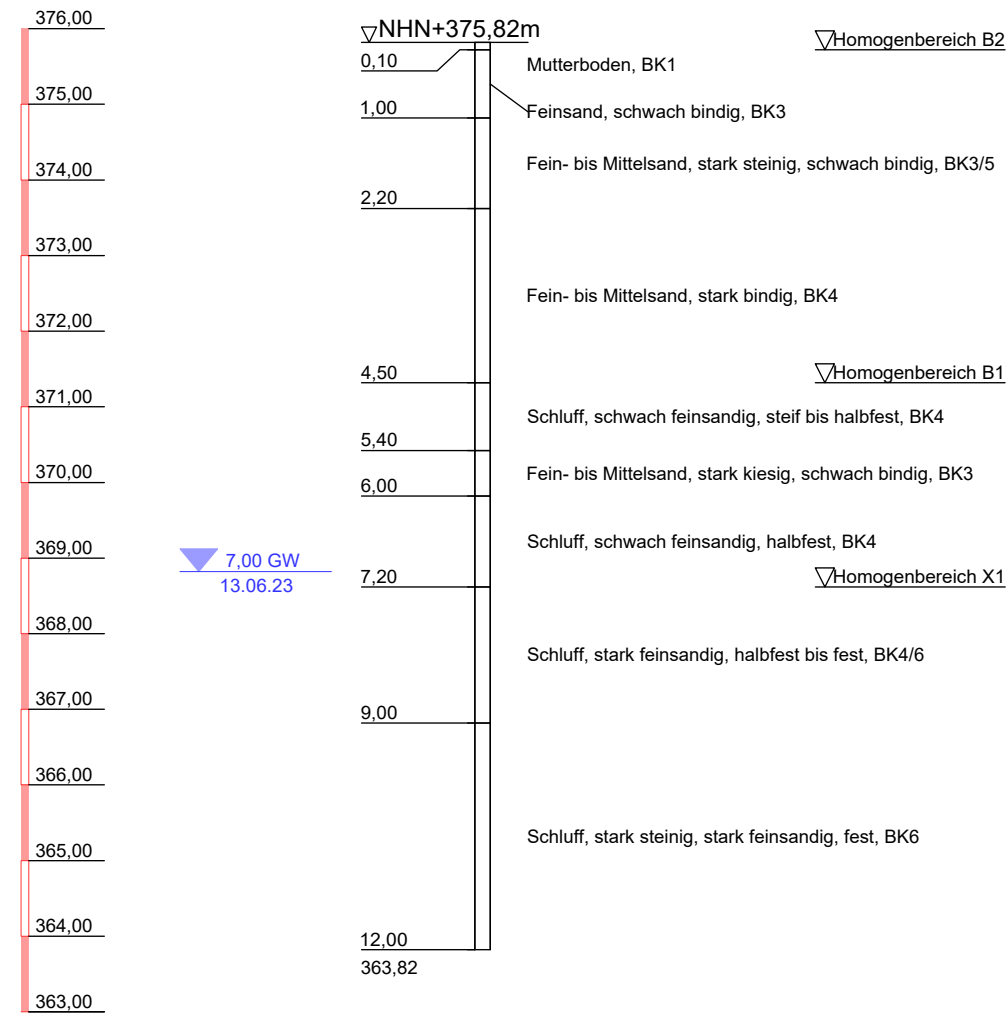 376,00
375,00
374,00
373,00
372,00
371,00
370,00
369,00
368,00
367,00
366,00
365,00
364,00
363,00
7,00 GW
13.06.23
NHN+375,82m
0,10
1,00
2,20
4,50
5,40
6,00
7,20
9,00
12,00
363,82
Mutterboden, BK1
Feinsand, schwach bindig, BK3
Fein- bis Mittelsand, stark steinig, schwach bindig, BK3/5
Fein- bis Mittelsand, stark bindig, BK4
Schluff, schwach feinsandig, steif bis halbfest, BK4
Fein- bis Mittelsand, stark kiesig, schwach bindig, BK3
Schluff, schwach feinsandig, halbfest, BK4
Schluff, stark feinsandig, halbfest bis fest, BK4/6
Schluff, stark steinig, stark feinsandig, fest, BK6
Homogenbereich B2
Homogenbereich B1
Homogenbereich X1